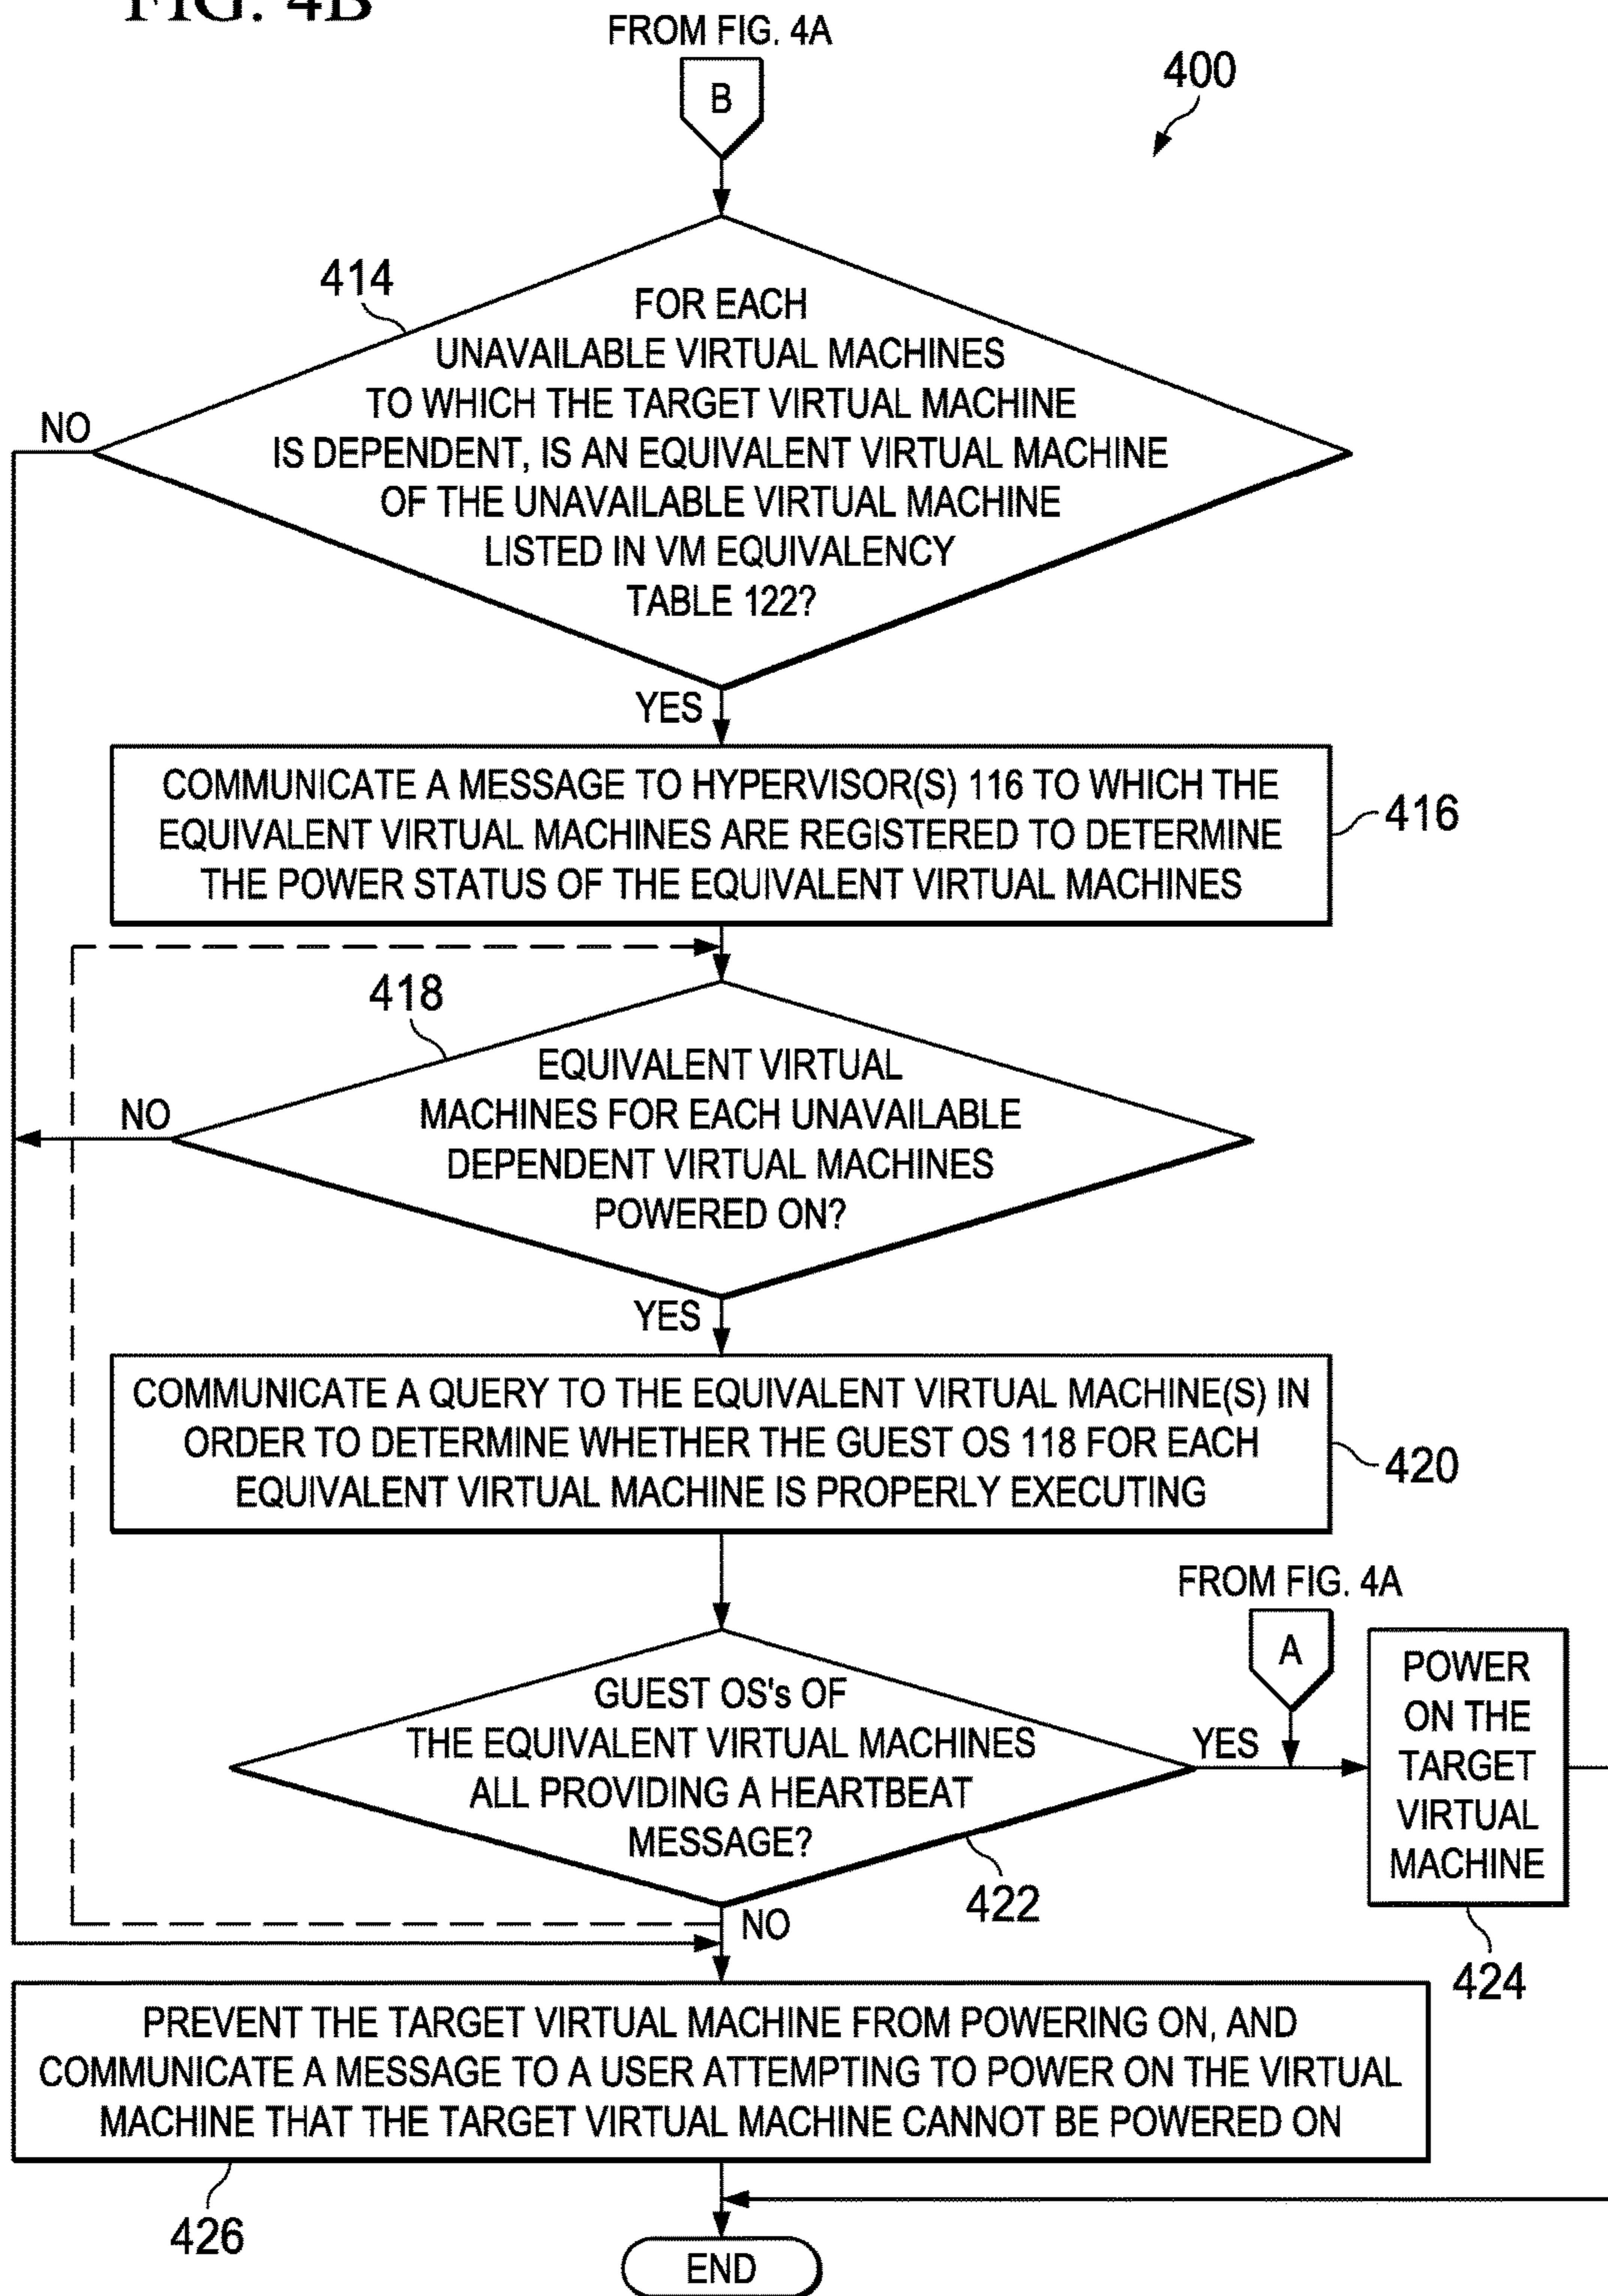 FIG. 4B
FROM FIG. 4A
B
400
414
FOR EACH
UNAVAILABLE VIRTUAL MACHINES
TO WHICH THE TARGET VIRTUAL MACHINE
IS DEPENDENT, IS AN EQUIVALENT VIRTUAL MACHINE
OF THE UNAVAILABLE VIRTUAL MACHINE
LISTED IN VM EQUIVALENCY
TABLE 122?
NO
YES
COMMUNICATE A MESSAGE TO HYPERVISOR(S) 116 TO WHICH THE
EQUIVALENT VIRTUAL MACHINES ARE REGISTERED TO DETERMINE
THE POWER STATUS OF THE EQUIVALENT VIRTUAL MACHINES
416
418
EQUIVALENT VIRTUAL
MACHINES FOR EACH UNAVAILABLE
DEPENDENT VIRTUAL MACHINES
POWERED ON?
NO
YES
COMMUNICATE A QUERY TO THE EQUIVALENT VIRTUAL MACHINE(S) IN
ORDER TO DETERMINE WHETHER THE GUEST OS 118 FOR EACH
EQUIVALENT VIRTUAL MACHINE IS PROPERLY EXECUTING
420
FROM FIG. 4A
A
GUEST OS's OF
THE EQUIVALENT VIRTUAL MACHINES
ALL PROVIDING A HEARTBEAT
MESSAGE?
YES
422
NO
POWER
ON THE
TARGET
VIRTUAL
MACHINE
424
PREVENT THE TARGET VIRTUAL MACHINE FROM POWERING ON, AND
COMMUNICATE A MESSAGE TO A USER ATTEMPTING TO POWER ON THE VIRTUAL
MACHINE THAT THE TARGET VIRTUAL MACHINE CANNOT BE POWERED ON
426
END